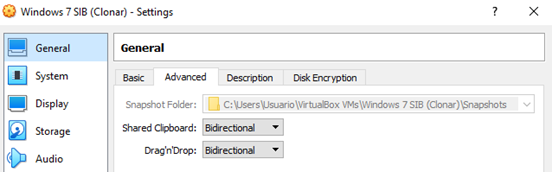 Windows 7 SIB (Clonar) - Settings
General
System
Display
Storage
Audio
General
Basic Advanced Description Disk Encryption
Snapshot Folder: C:\Users\Usuario\VirtualBox VMs\Windows 7 SIB (Clonar)\Snapshots
Shared Clipboard: Bidirectional
Drag'n'Drop: Bidirectional